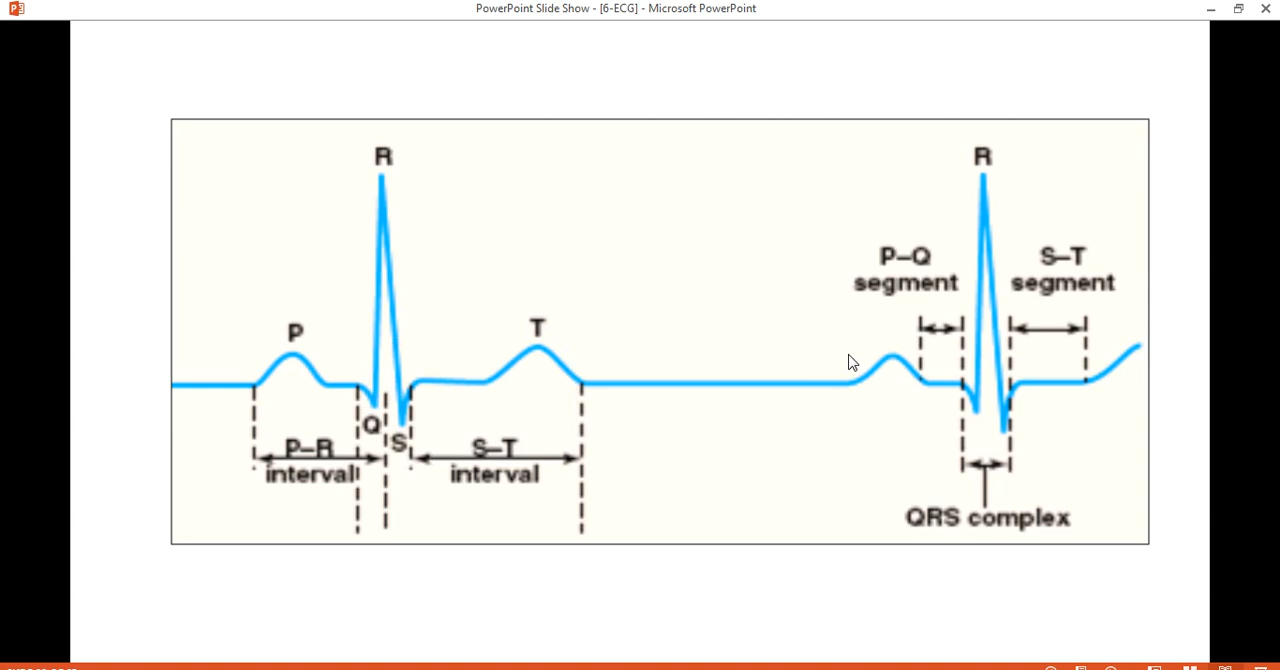 PowerPoint Slide Show - [6-ECG] - Microsoft PowerPoint
R
P
T
Q
S
P–R
interval
S–T
interval
R
P–Q
segment
S–T
segment
QRS complex